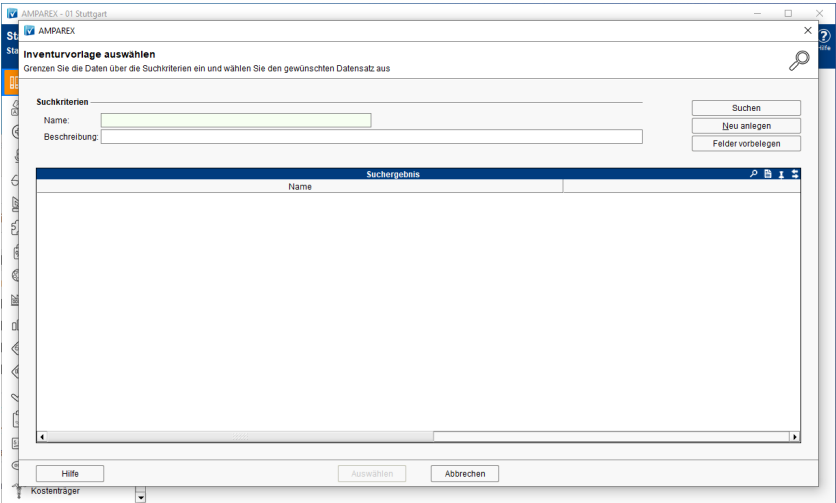 AMPAREX - 01 Stuttgart
AMPAREX
Inventurvorlage auswählen
Grenzen Sie die Daten über die Suchkriterien ein und wählen Sie den gewünschten Datensatz aus
Suchkriterien
Name:
Beschreibung:
Suchen
Neu anlegen
Felder vorbelegen
Suchergebnis
Name
Hilfe
Auswählen
Abbrechen
Kostenträger